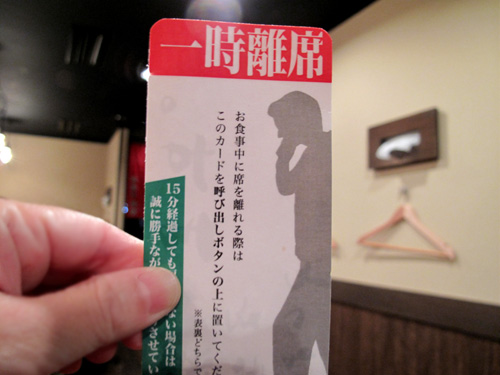 一時離席
お食事中に席を離れる際は
このカードを呼び出しボタンの上に置いてくだ
※表裏どちらで
15分経過しても
ない場合は
誠に勝手なが
させてい